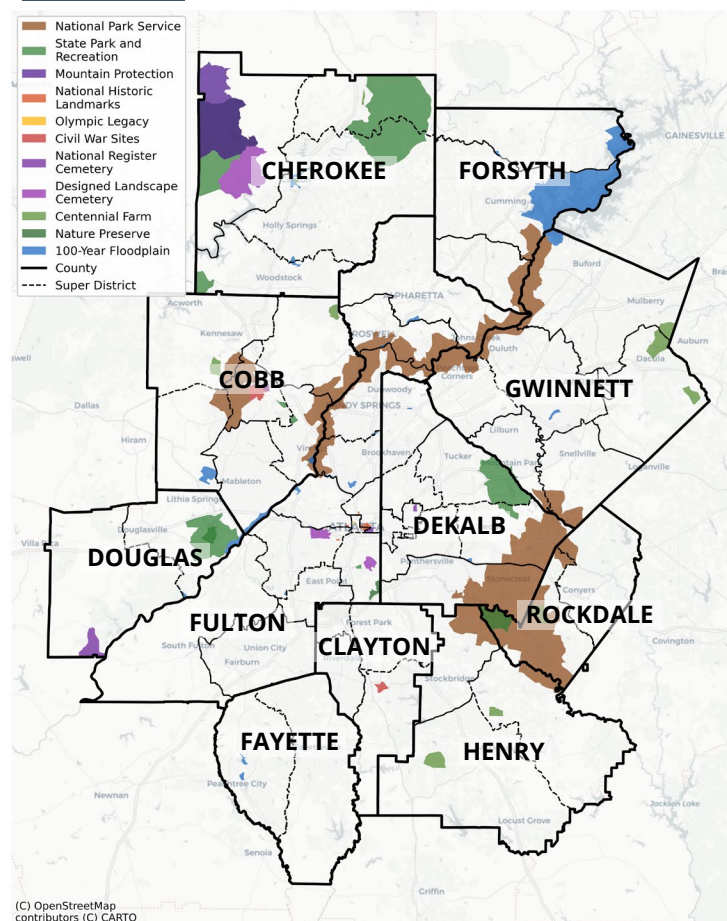 National Park Service
State Park and
Recreation
Mountain Protection
National Historic
Landmarks
Olympic Legacy
Civil War Sites
National Register
Cemetery
Designed Landscape
Cemetery
Centennial Farm
Nature Preserve
100-Year Floodplain
County
Super District
GAINESVILLE
CHEROKEE
FORSYTH
Cumming
Holly Springs
Buford
Woodstock
Acworth
ALPHARETTA
Mulberry
Kennesaw
Johns
Duluth
Auburn
Dacula
COBB
Dunwoody
Corners
GWINNETT
Dallas
DY SPRINGS
Lilburn
Hiram
Brookhaven
Tucker
Snellville
Mableton
Loganville
Lithia Springs
Douglasville
ATLANTA
DEKALB
Villa Rica
DOUGLAS
Panthersville
East Point
Stonecrest
Conyers
FULTON
Forest Park
ROCKDALE
South Fulton
Union City
CLAYTON
Covington
Fairburn
Riverdale
Stockbridge
FAYETTE
HENRY
Peachtree City
Newnan
Jackson Lake
Locust Grove
Senoia
Griffin
(C) OpenStreetMap
contributors (C) CARTO